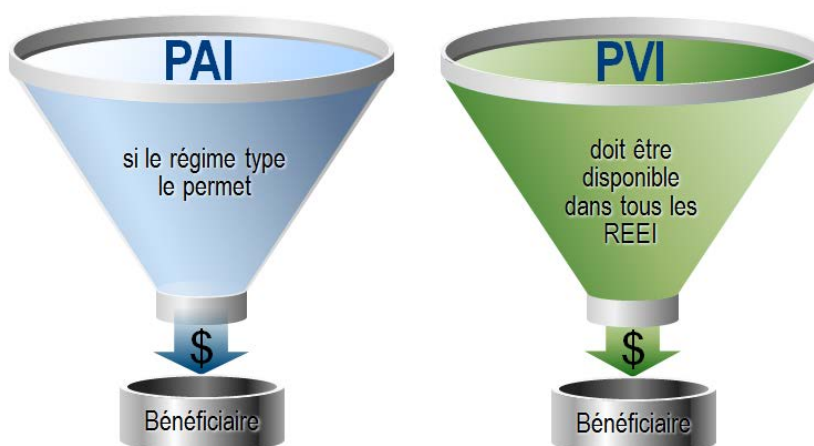 PAI
si le régime type
le permet
$
Bénéficiaire
PVI
doit être
disponible
dans tous les
REEI
$
Bénéficiaire